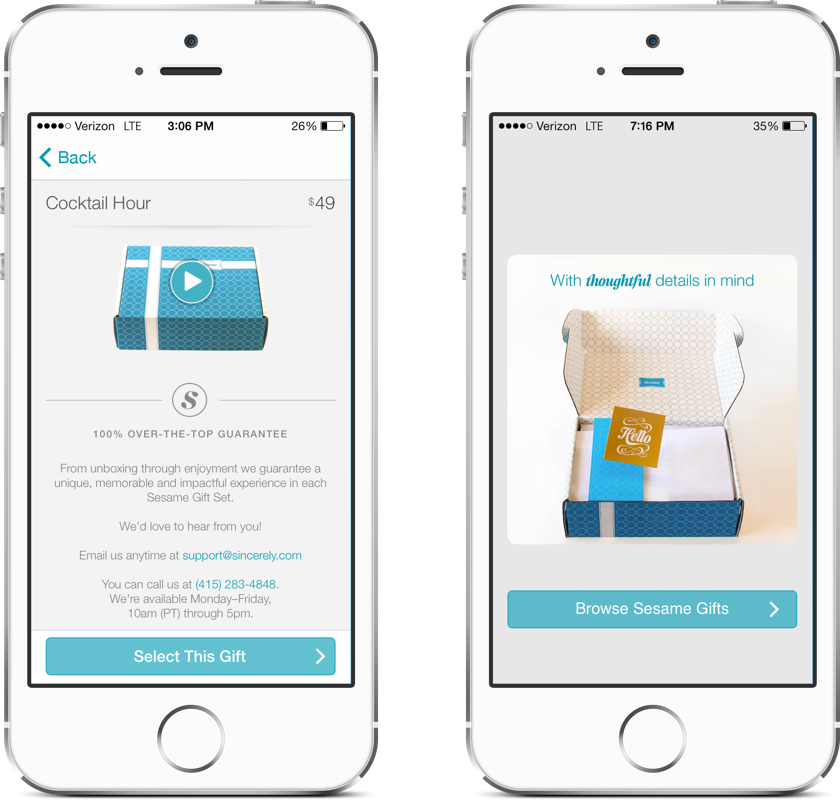 Verizon LTE 3:06 PM 26%
Back
Cocktail Hour $49
S
100% OVER-THE-TOP GUARANTEE
From unboxing through enjoyment we guarantee a
unique, memorable and impactful experience in each
Sesame Gift Set.
We'd love to hear from you!
Email us anytime at support@sincerely.com
You can call us at (415) 283-4848.
We're available Monday–Friday,
10am (PT) through 5pm.
Select This Gift
Verizon LTE 7:16 PM 35%
With thoughtful details in mind
Hello
Browse Sesame Gifts